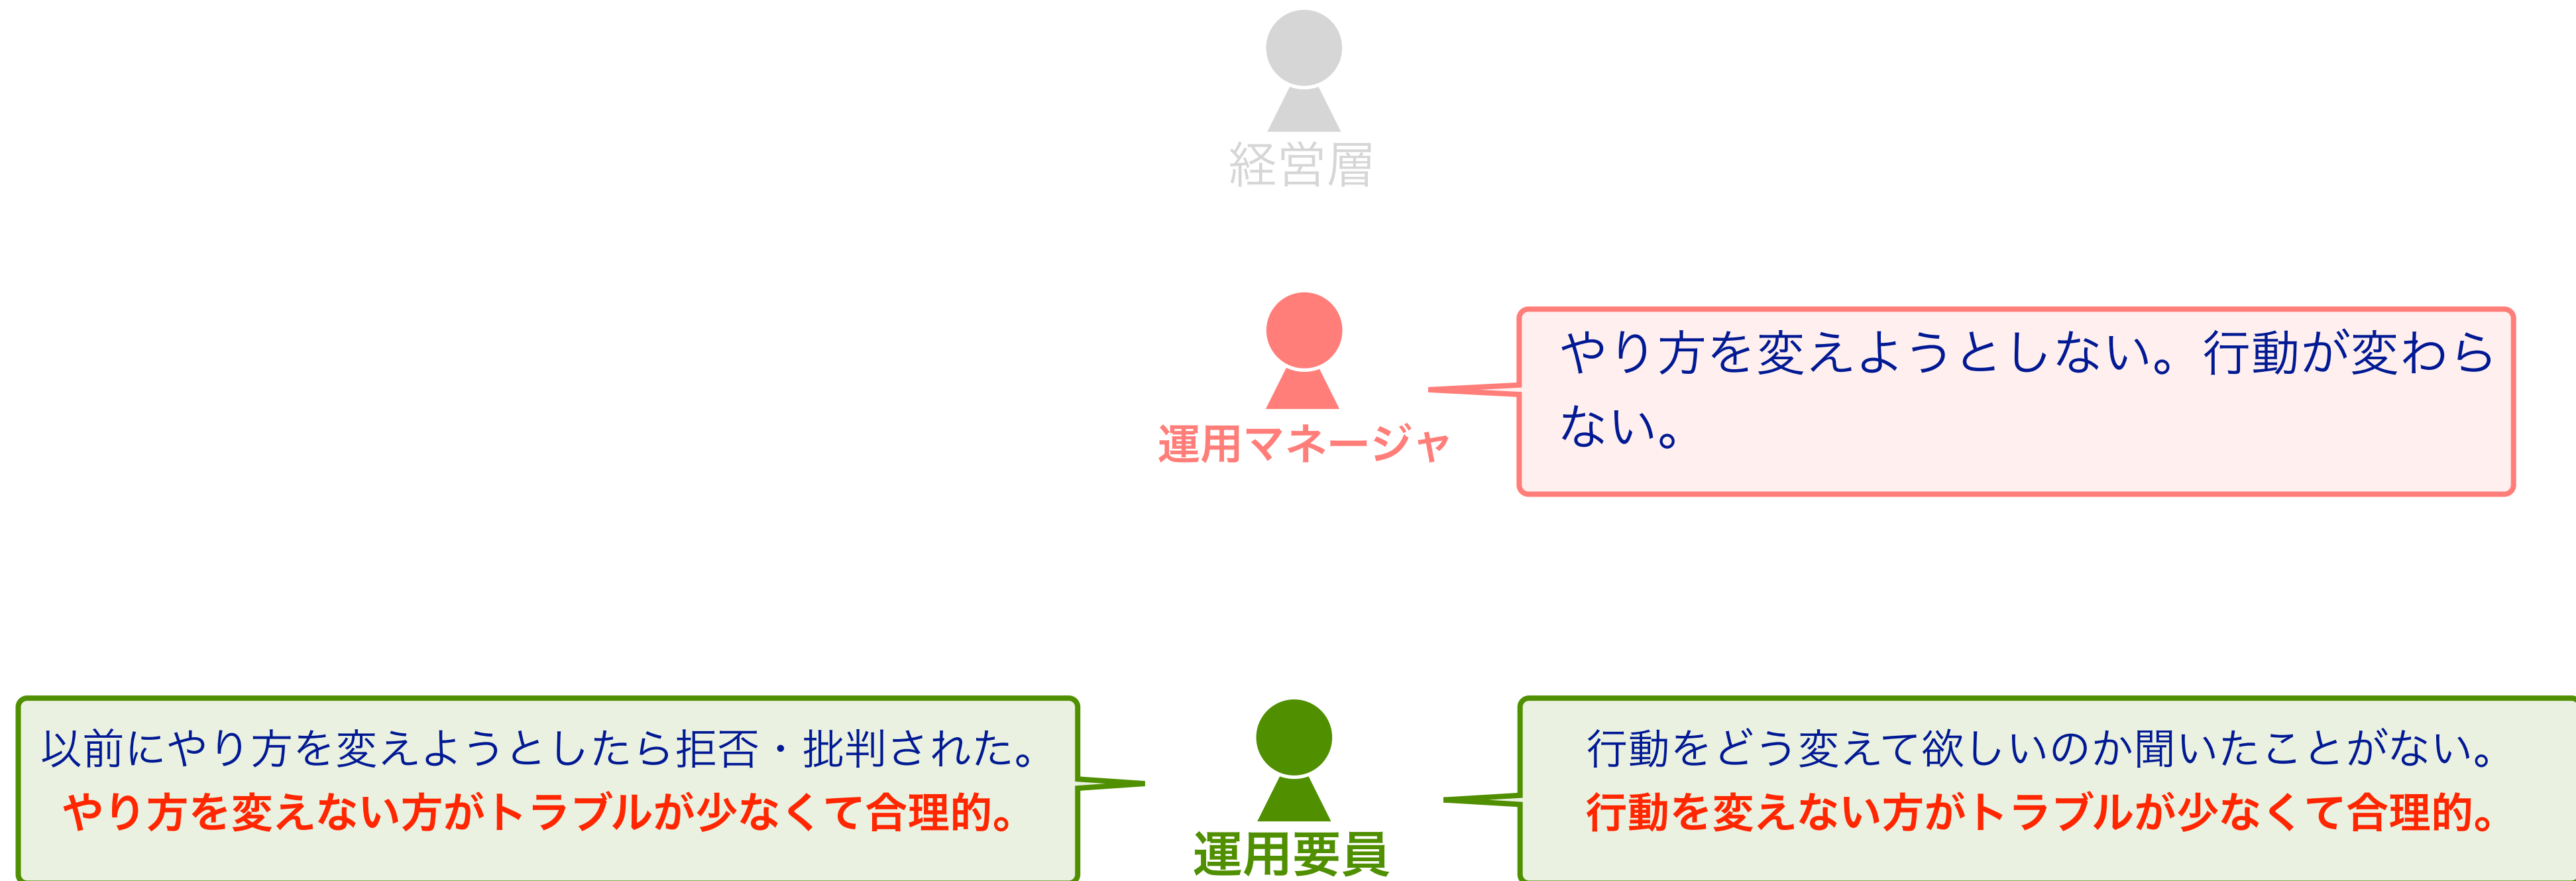 経営層
やり方を変えようとしない。行動が変わら
ない。
運用マネージャ
以前にやり方を変えようとしたら拒否・批判された。
やり方を変えない方がトラブルが少なくて合理的。
行動をどう変えて欲しいのか聞いたことがない。
行動を変えない方がトラブルが少なくて合理的。
運用要員